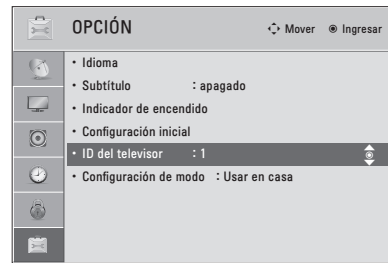 OPCIÓN Mover Ingresar
• Idioma
• Subtítulo : apagado
• Indicador de encendido
• Configuración inicial
• ID del televisor : 1
• Configuración de modo : Usar en casa